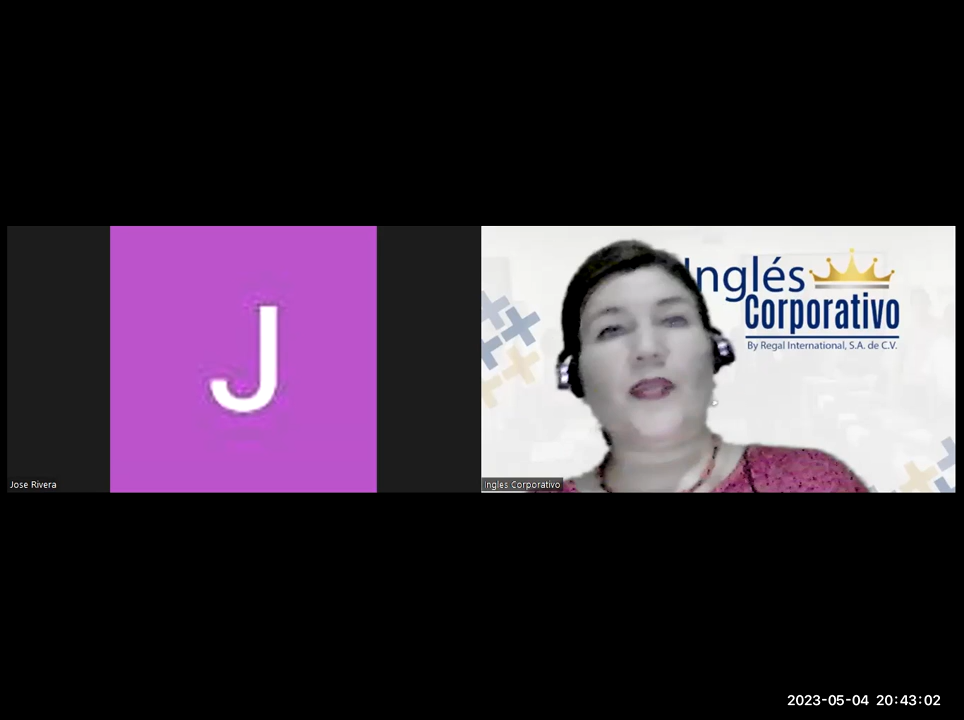 J
Jose Rivera
Inglés
Corporativo
By Regal International, S.A. de C.V.
Ingles Corporativo
2023-05-04 20:43:02